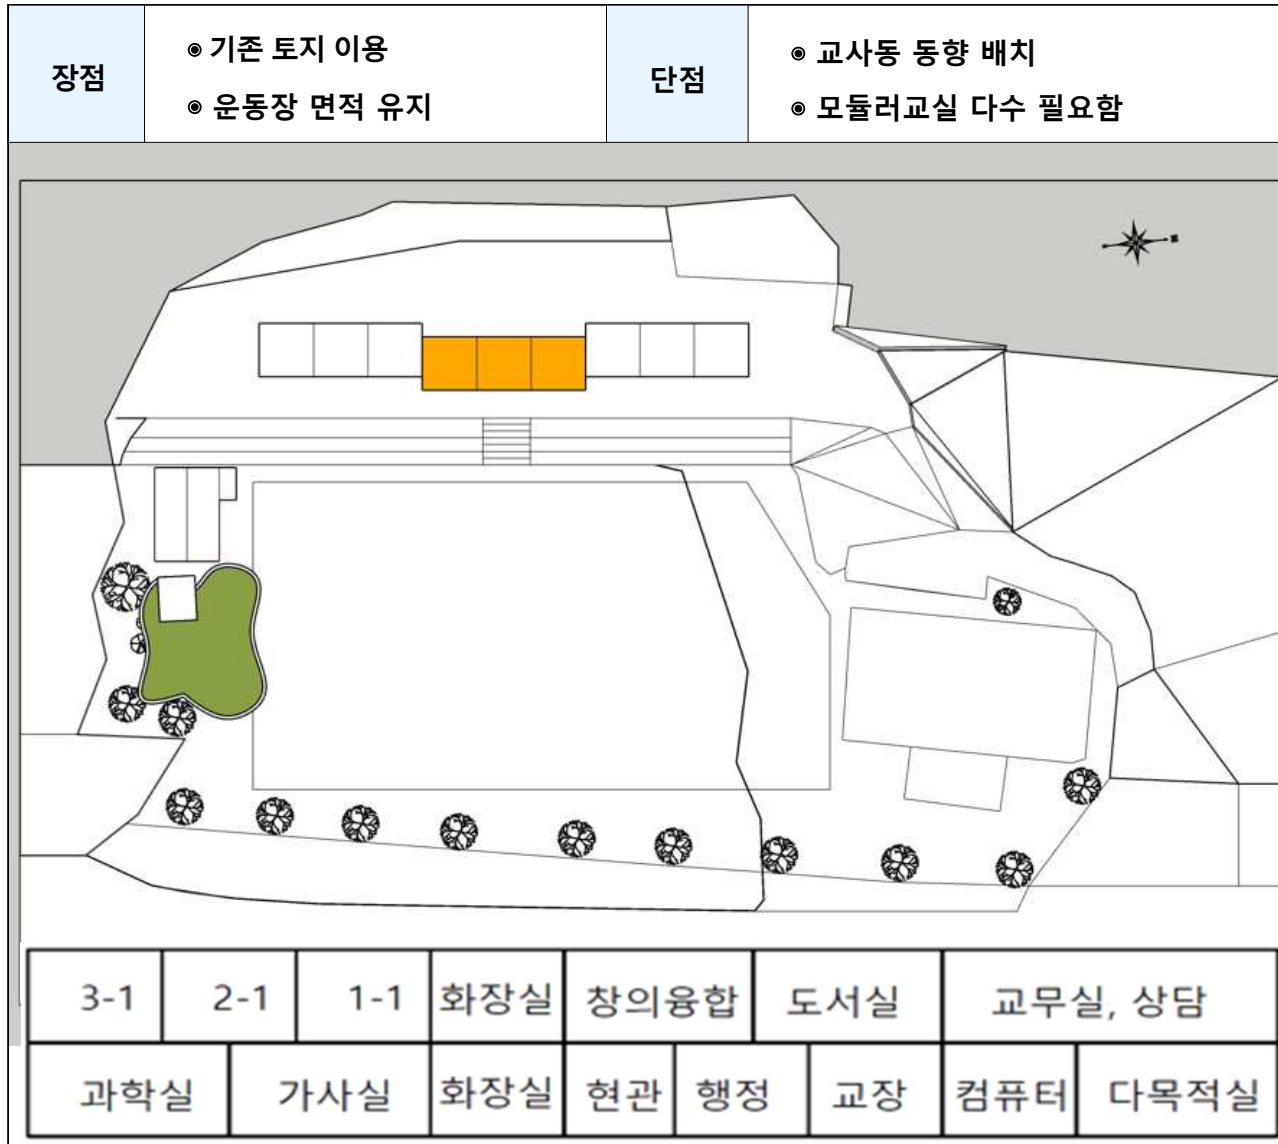 장점
◉ 기존 토지 이용
◉ 운동장 면적 유지
단점
◉ 교사동 동향 배치
◉ 모듈러교실 다수 필요함
3-1 2-1 1-1 화장실 창의융합 도서실 교무실, 상담
과학실 가사실 화장실 현관 행정 교장 컴퓨터 다목적실